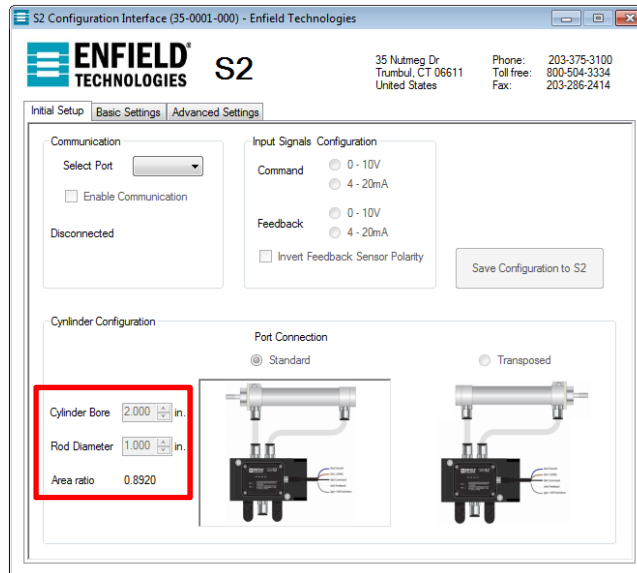 S2 Configuration Interface (35-0001-000) - Enfield Technologies
ENFIELD®
TECHNOLOGIES
S2
35 Nutmeg Dr
Trumbul, CT 06611
United States
Phone: 203-375-3100
Toll free: 800-504-3334
Fax: 203-286-2414
Initial Setup Basic Settings Advanced Settings
Communication
Select Port
Enable Communication
Disconnected
Input Signals Configuration
Command
0 - 10V
4 - 20mA
Feedback
0 - 10V
4 - 20mA
Invert Feedback Sensor Polarity
Save Configuration to S2
Cynlinder Configuration
Port Connection
Standard
Transposed
Cylinder Bore 2.000 in.
Rod Diameter 1.000 in.
Area ratio 0.8920